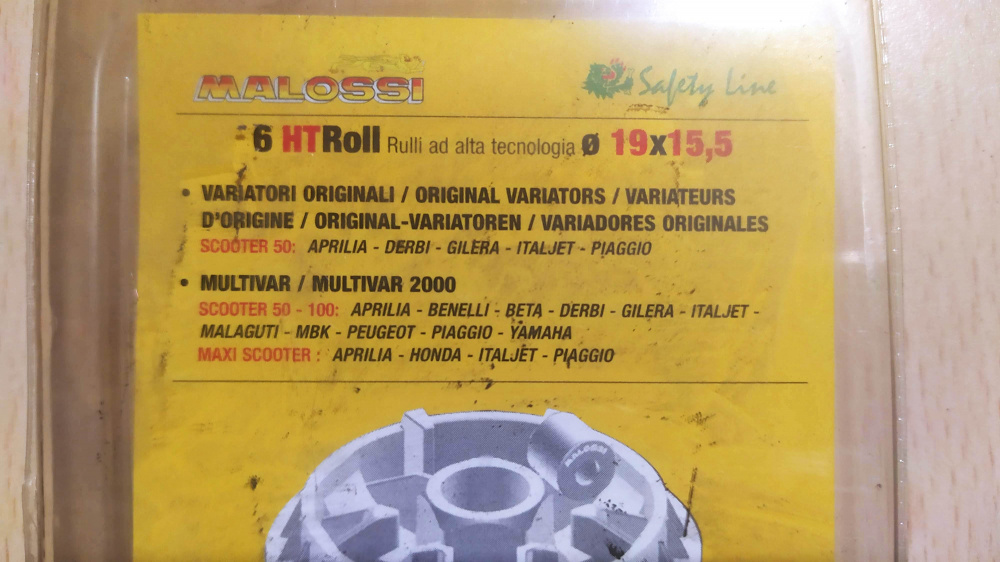 MALOSSI
Safety Line
6 HTRoll Rulli ad alta tecnologia Ø 19x15,5
• VARIATORI ORIGINALI / ORIGINAL VARIATORS / VARIATEURS
D'ORIGINE / ORIGINAL-VARIATOREN / VARIADORES ORIGINALES
SCOOTER 50: APRILIA - DERBI - GILERA - ITALJET - PIAGGIO
• MULTIVAR / MULTIVAR 2000
SCOOTER 50 - 100: APRILIA - BENELLI - BETA - DERBI - GILERA - ITALJET -
MALAGUTI - MBK - PEUGEOT - PIAGGIO - YAMAHA
MAXI SCOOTER : APRILIA - HONDA - ITALJET - PIAGGIO
MALOSSI